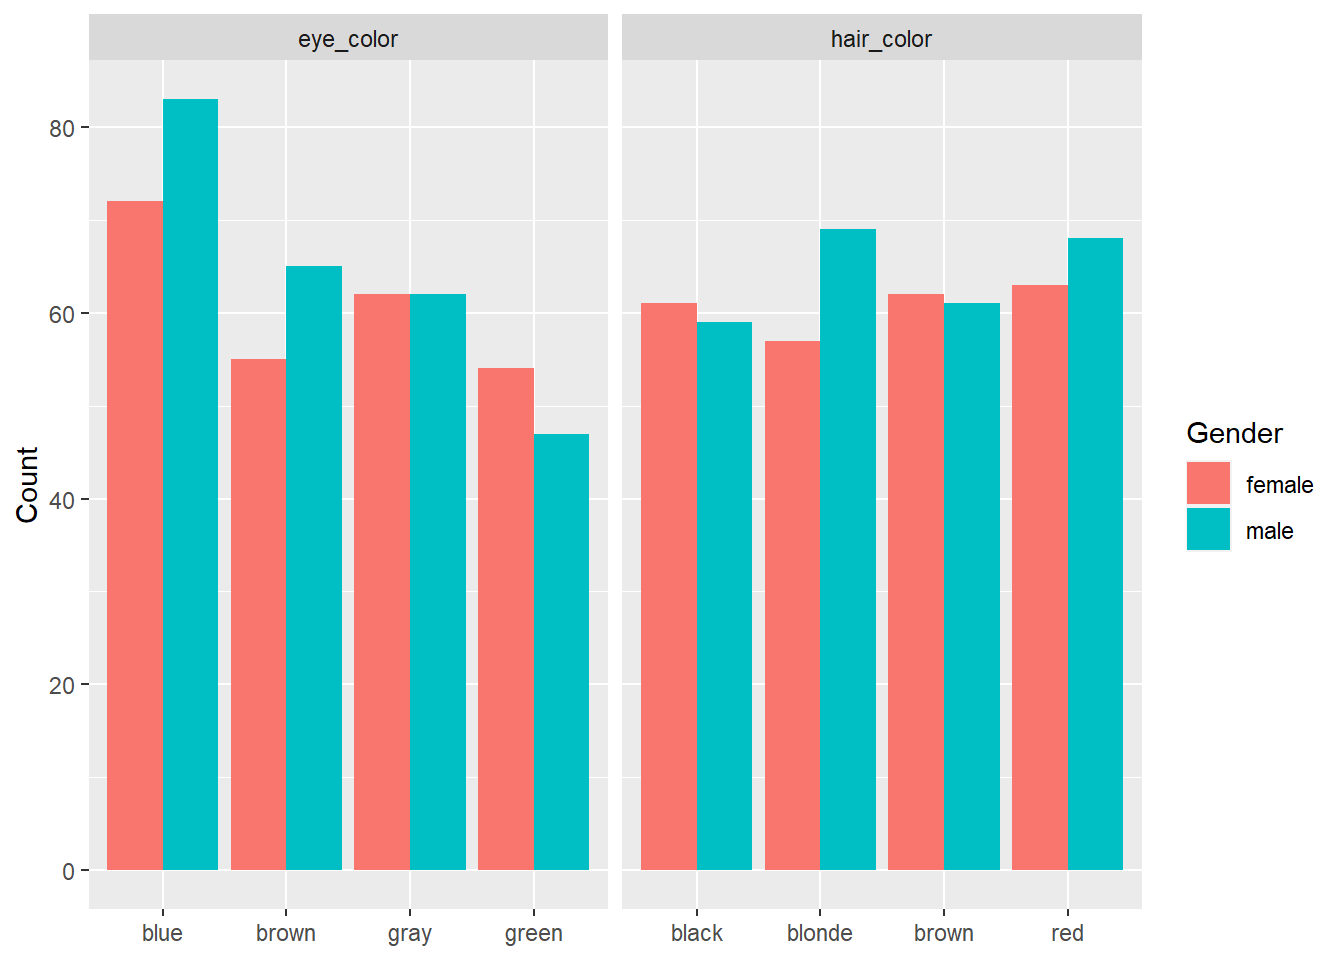 eye_color
hair_color
80
60
40
20
0
Count
blue
brown
gray
green
black
blonde
brown
red
Gender
female
male